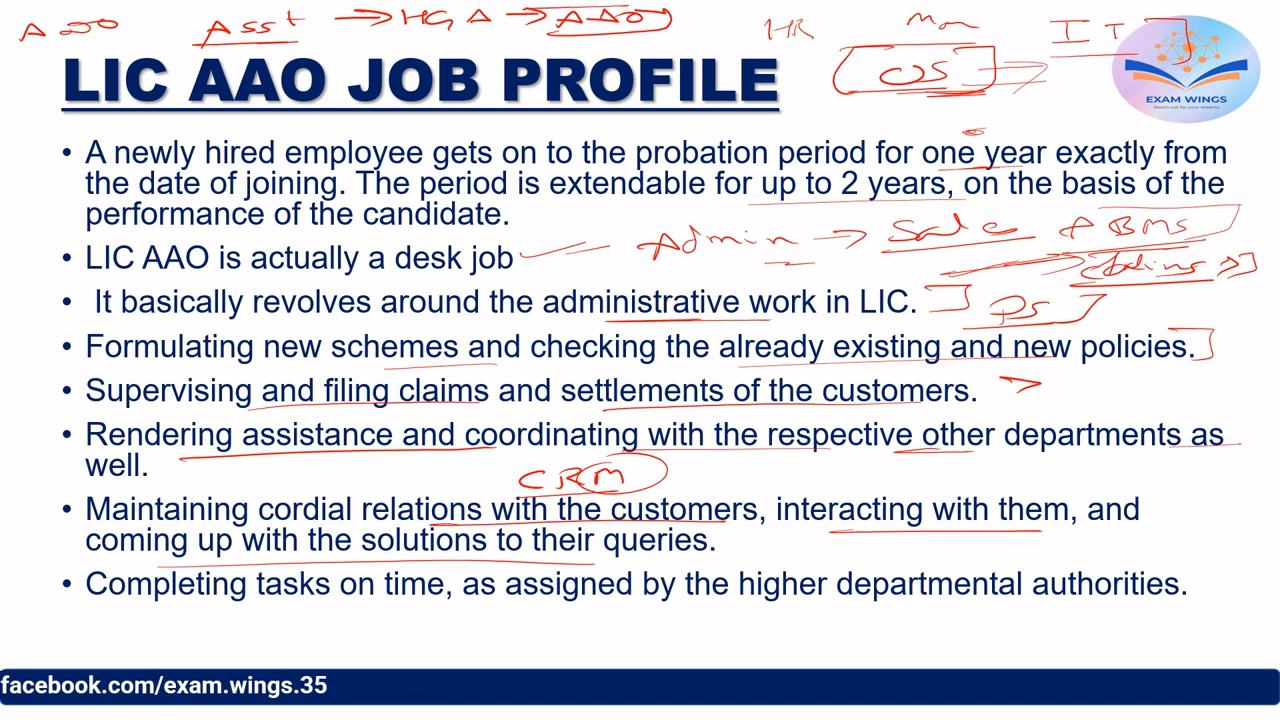 Asst → HGA → AAO
HR
OS
IT
LIC AAO JOB PROFILE
EXAM WINGS
Reach out for your dreams
• A newly hired employee gets on to the probation period for one year exactly from
the date of joining. The period is extendable for up to 2 years, on the basis of the
performance of the candidate.
Admin → Sale
• LIC AAO is actually a desk job
• It basically revolves around the administrative work in LIC.
PS
• Formulating new schemes and checking the already existing and new policies.
• Supervising and filing claims and settlements of the customers.
• Rendering assistance and coordinating with the respective other departments as
well.
CRM
• Maintaining cordial relations with the customers, interacting with them, and
coming up with the solutions to their queries.
• Completing tasks on time, as assigned by the higher departmental authorities.
facebook.com/exam.wings.35